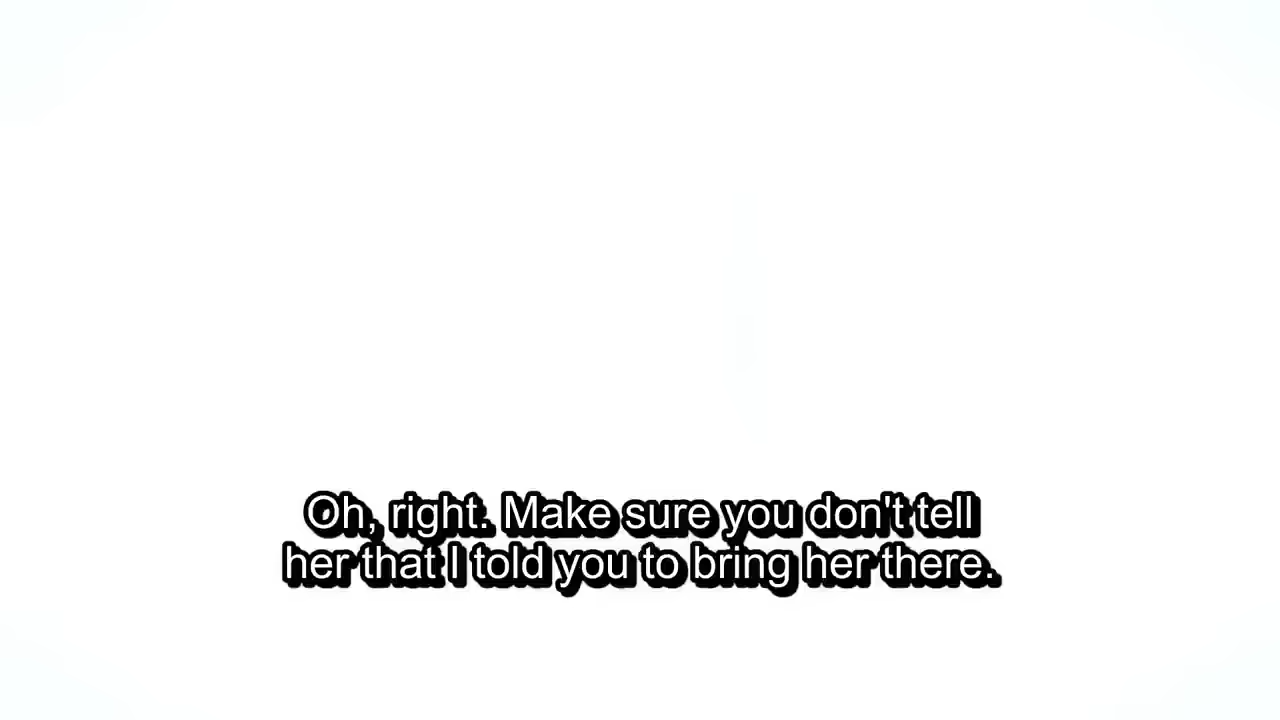 Oh, right. Make sure you don't tell
her that I told you to bring her there.